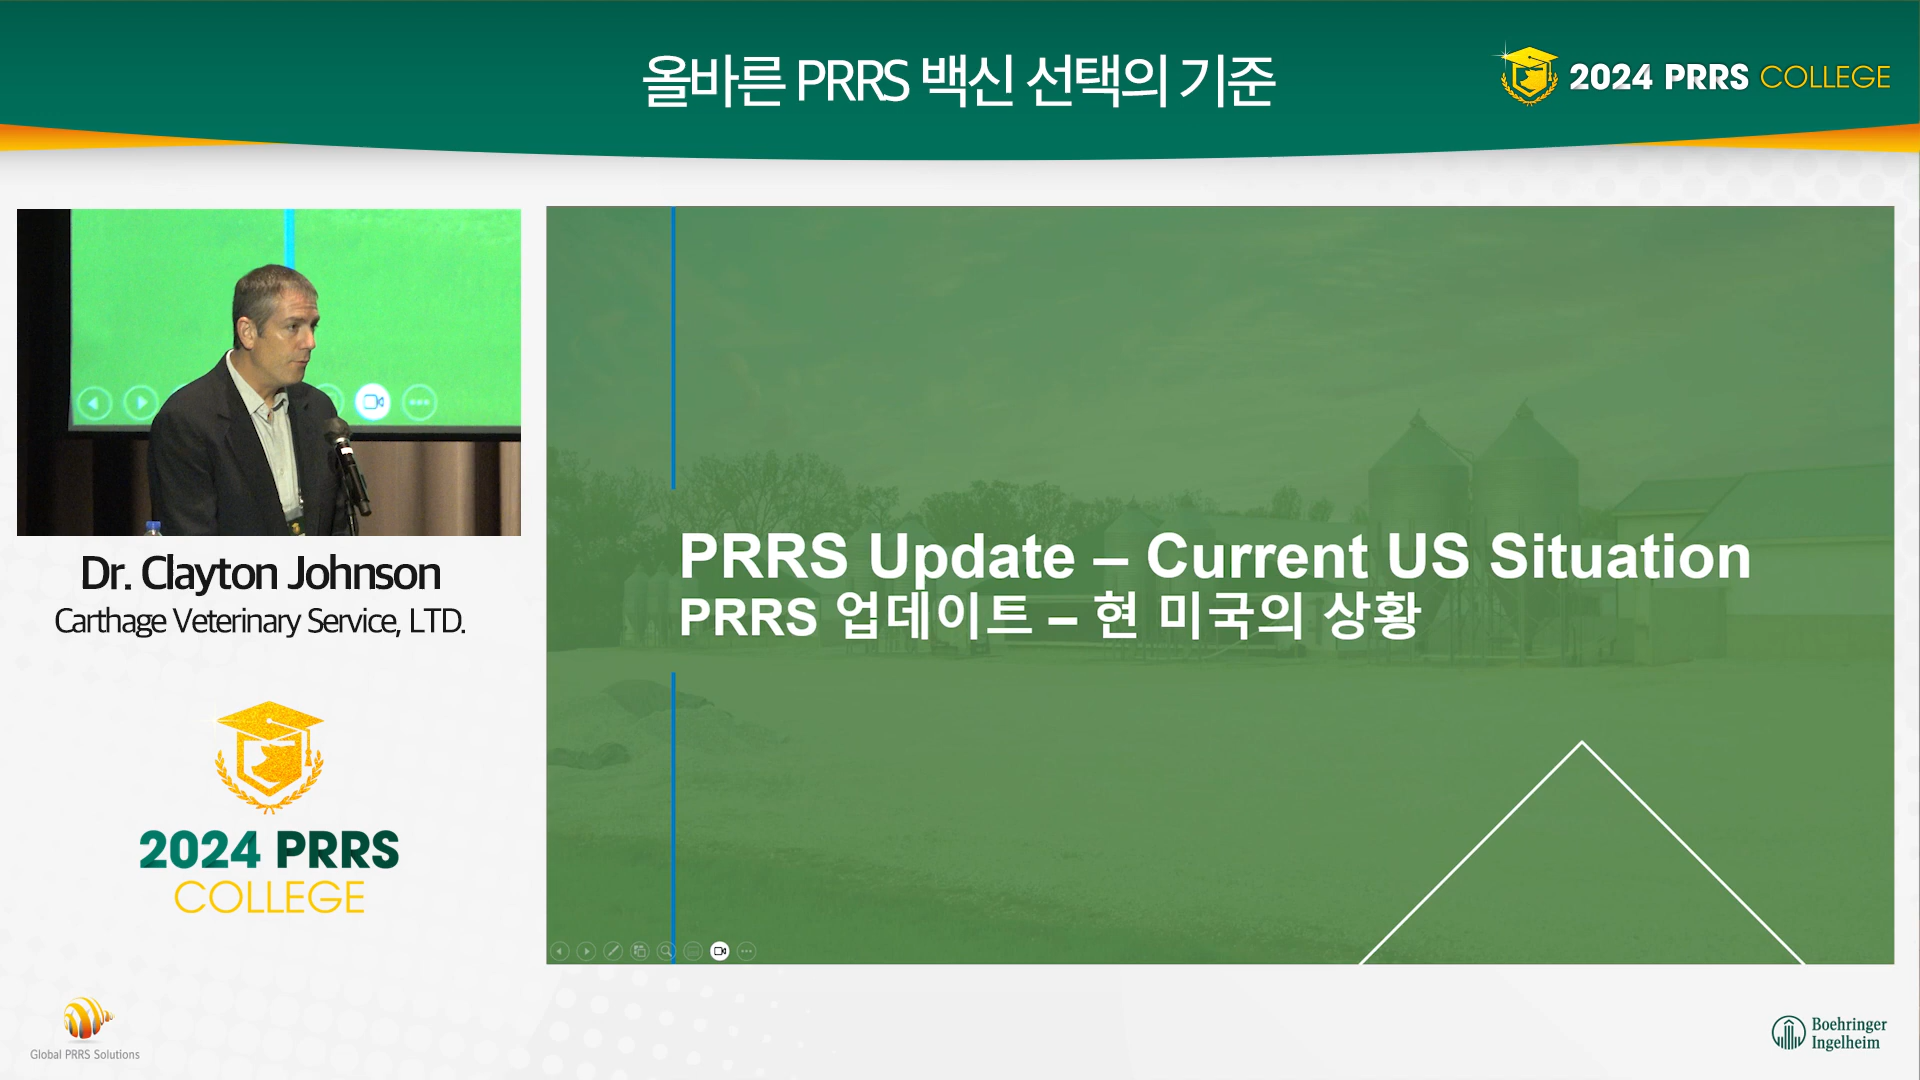 올바른 PRRS 백신 선택의 기준
2024 PRRS COLLEGE
Dr. Clayton Johnson
Carthage Veterinary Service, LTD.
2024 PRRS
COLLEGE
PRRS Update – Current US Situation
PRRS 업데이트 – 현 미국의 상황
Global PRRS Solutions
Boehringer
Ingelheim